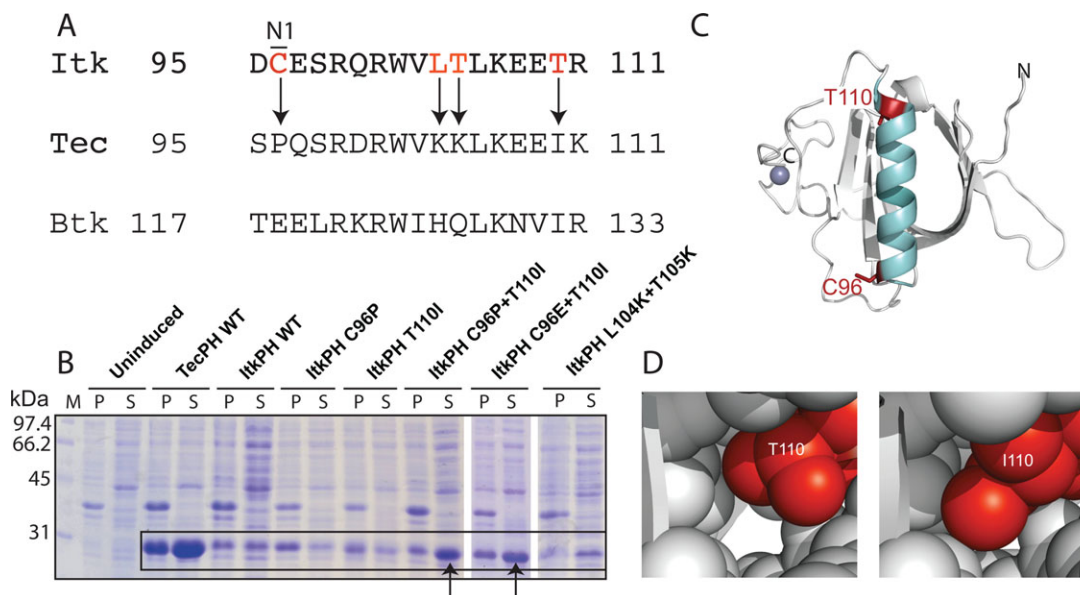 A
N1
Itk 95 DCESRQRWVLTLKEETR 111
Tec 95 SPQSRDRWVKKLKEEIK 111
Btk 117 TEELRKRWIHQLKNVIR 133
B
Uninduced
TecPH WT
ItkPH WT
ItkPH C96P
ItkPH T110I
ItkPH C96P+T110I
ItkPH C96E+T110I
ItkPH L104K+T105K
kDa M P S P S P S P S P S P S P S P S
97.4
66.2
45
31
C
N
T110
C
C96
D
T110
I110